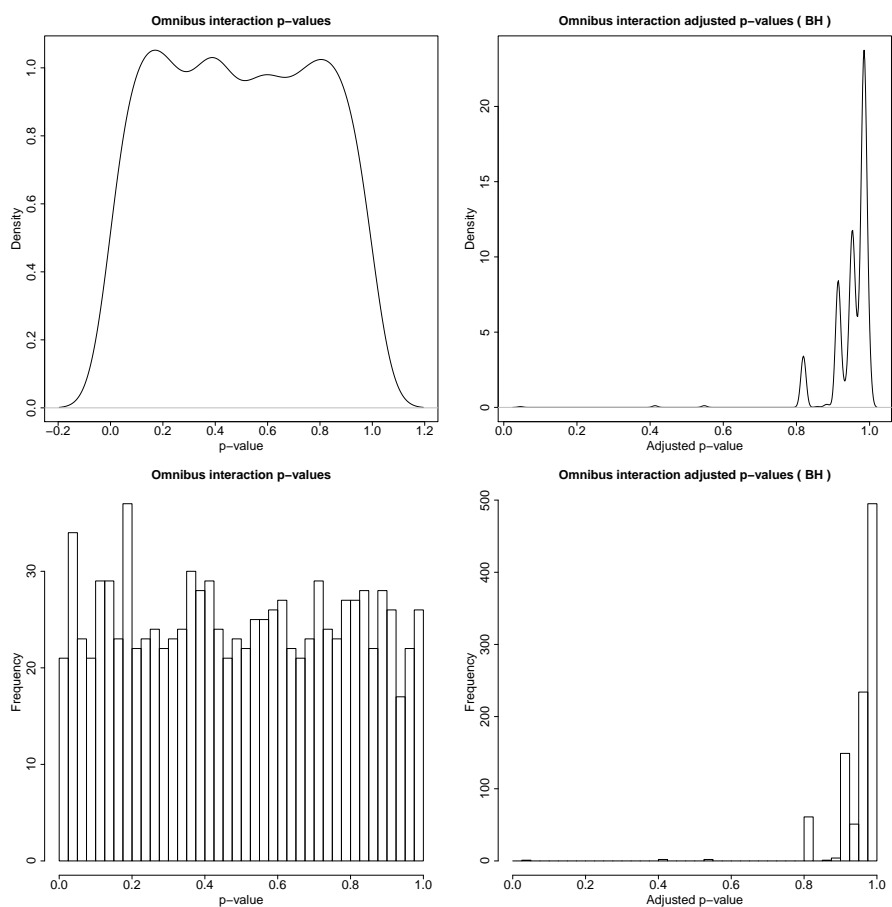 Omnibus interaction p−values
Density
0.0 0.2 0.4 0.6 0.8 1.0
−0.2 0.0 0.2 0.4 0.6 0.8 1.0 1.2
p−value
Omnibus interaction adjusted p−values ( BH )
Density
0 5 10 15 20
0.0 0.2 0.4 0.6 0.8 1.0
Adjusted p−value
Omnibus interaction p−values
Frequency
0 10 20 30
0.0 0.2 0.4 0.6 0.8 1.0
p−value
Omnibus interaction adjusted p−values ( BH )
Frequency
0 100 200 300 400 500
0.0 0.2 0.4 0.6 0.8 1.0
Adjusted p−value